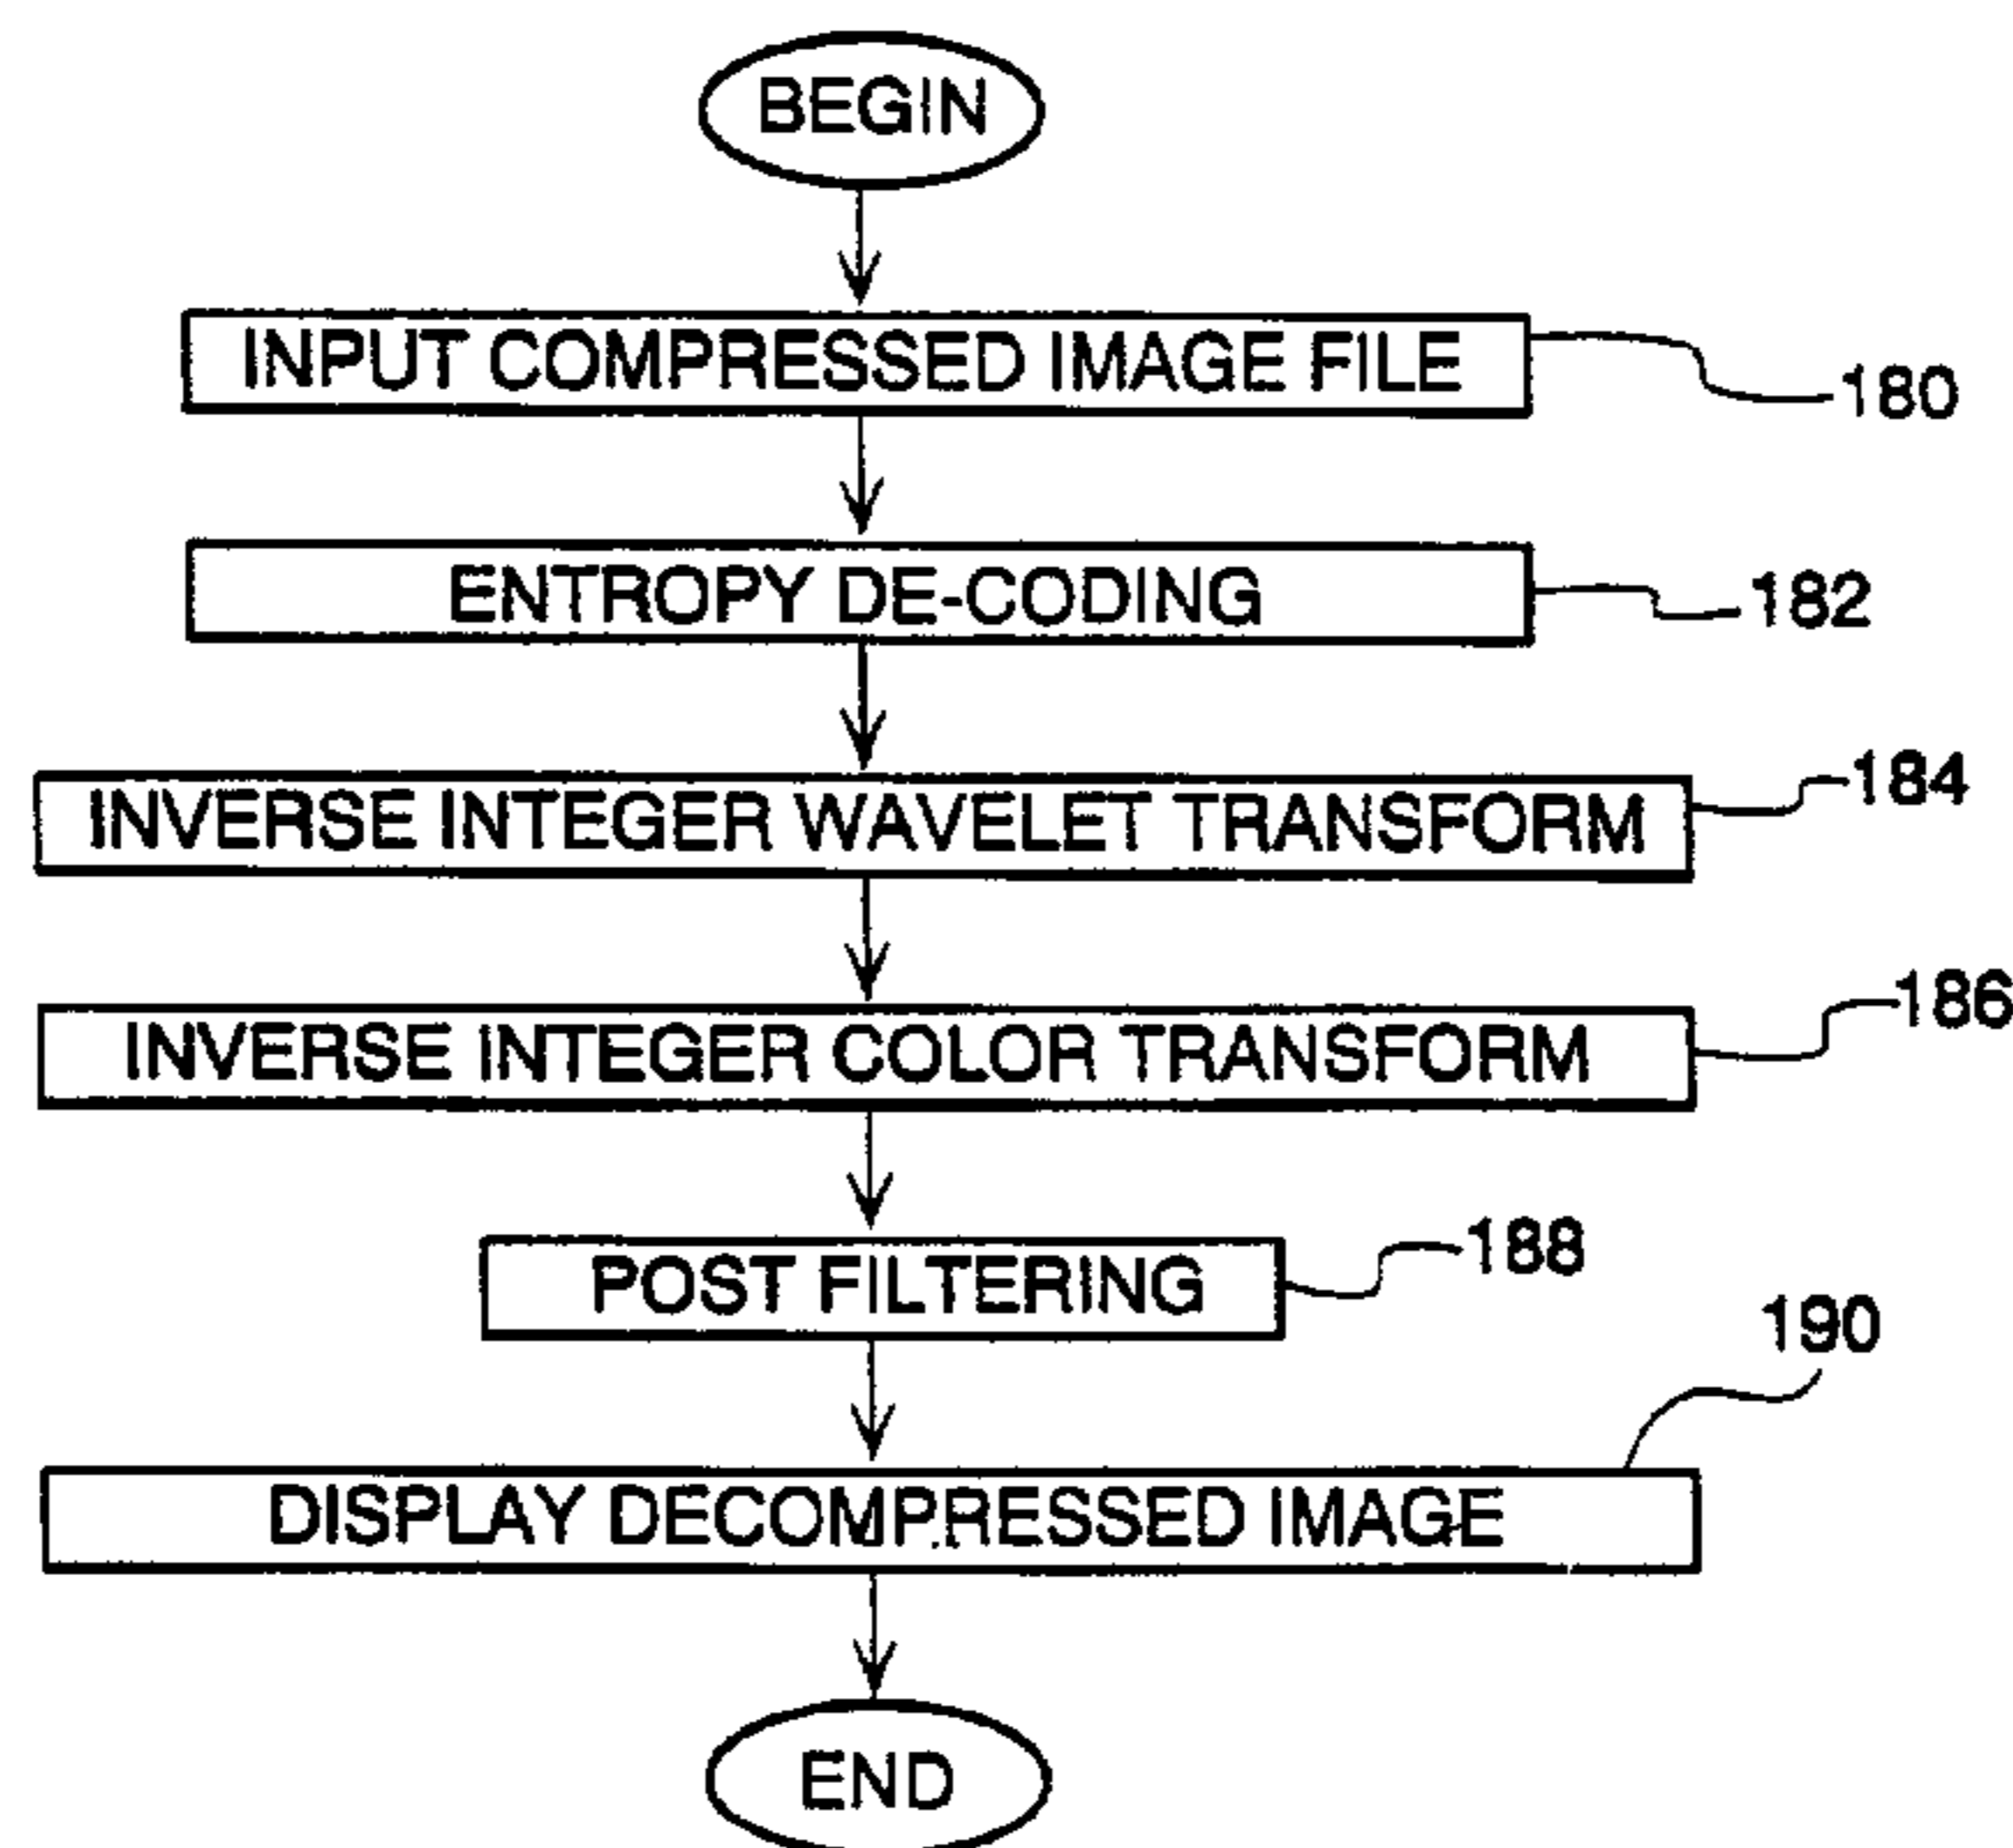 BEGIN
INPUT COMPRESSED IMAGE FILE
180
ENTROPY DE-CODING
182
INVERSE INTEGER WAVELET TRANSFORM
184
INVERSE INTEGER COLOR TRANSFORM
186
POST FILTERING
188
DISPLAY DECOMPRESSED IMAGE
190
END